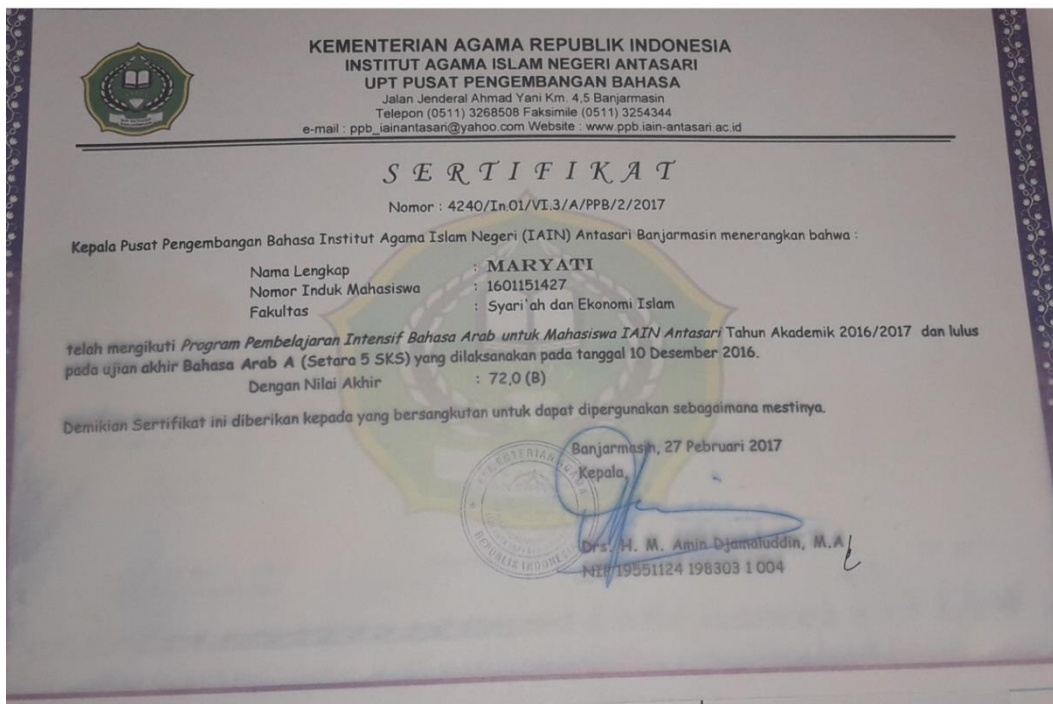 KEMENTERIAN AGAMA REPUBLIK INDONESIA
INSTITUT AGAMA ISLAM NEGERI ANTASARI
UPT PUSAT PENGEMBANGAN BAHASA
Jalan Jenderal Ahmad Yani Km. 4,5 Banjarmasin
Telepon (0511) 3268508 Faksimile (0511) 3254344
e-mail : ppb_iainantasari@yahoo.com Website : www.ppb.iain-antasari.ac.id
SERTIFIKAT
Nomor : 4240/In.01/VI.3/A/PPB/2/2017
Kepala Pusat Pengembangan Bahasa Institut Agama Islam Negeri (IAIN) Antasari Banjarmasin menerangkan bahwa :
Nama Lengkap : MARYATI
Nomor Induk Mahasiswa : 1601151427
Fakultas : Syari'ah dan Ekonomi Islam
telah mengikuti Program Pembelajaran Intensif Bahasa Arab untuk Mahasiswa IAIN Antasari Tahun Akademik 2016/2017 dan lulus
pada ujian akhir Bahasa Arab A (Setara 5 SKS) yang dilaksanakan pada tanggal 10 Desember 2016.
Dengan Nilai Akhir : 72,0 (B)
Demikian Sertifikat ini diberikan kepada yang bersangkutan untuk dapat dipergunakan sebagaimana mestinya.
Banjarmasin, 27 Pebruari 2017
Kepala,
Drs. H. M. Amin Djamaluddin, M.A
NIP 19551124 198303 1 004
KEMENTERIAN AGAMA
REPUBLIK INDONESIA